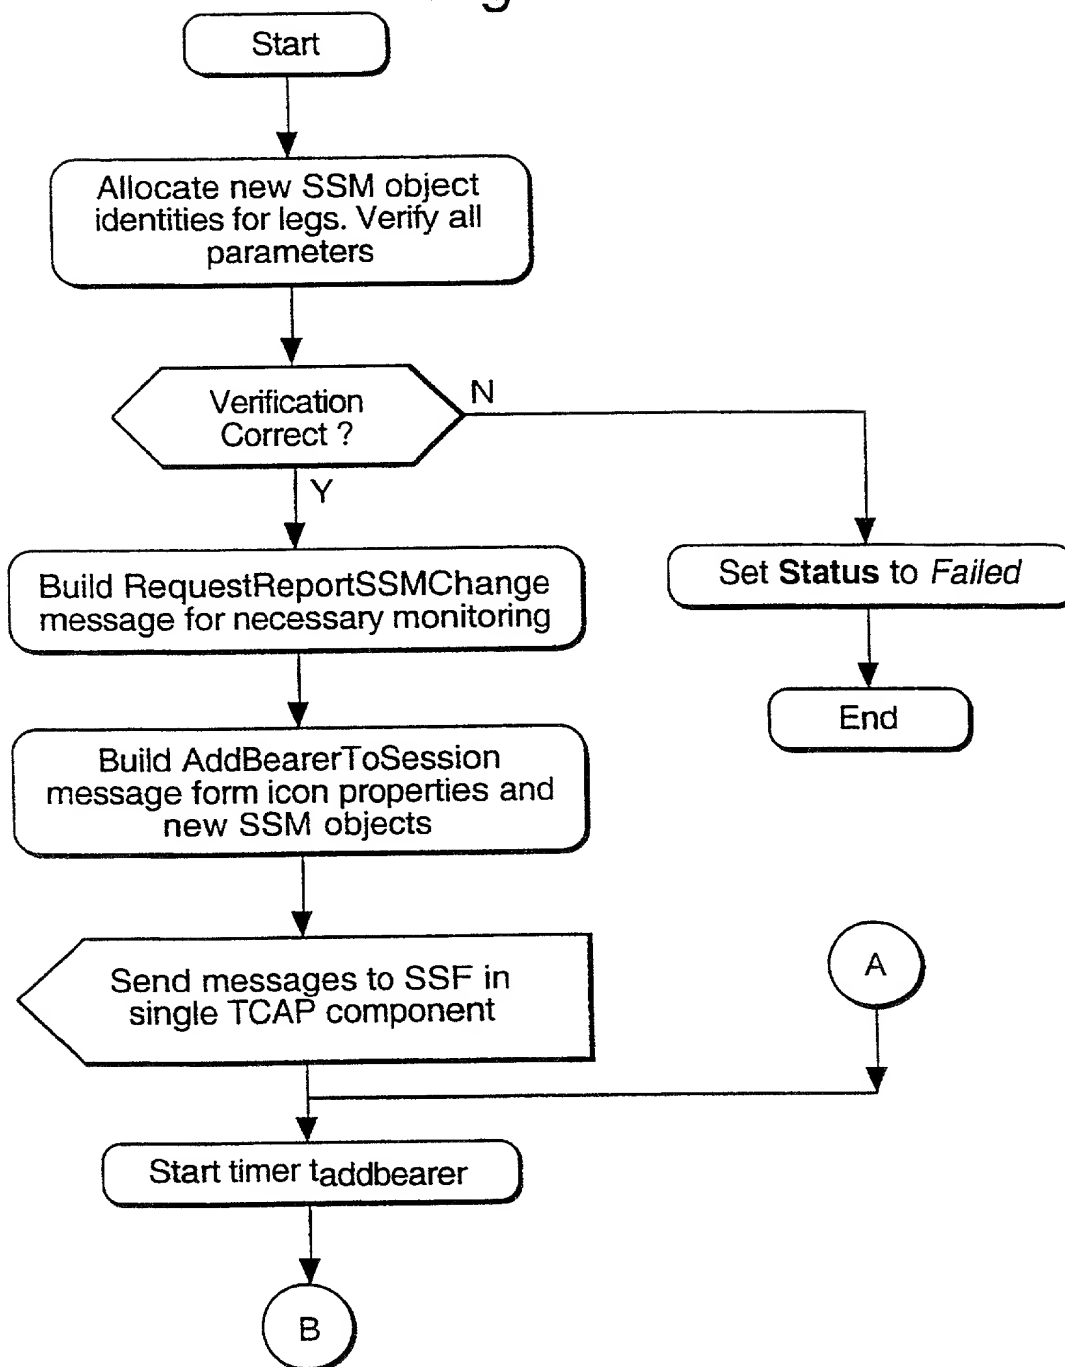 Start
Allocate new SSM object
identities for legs. Verify all
parameters
Verification
Correct ?
N
Y
Build RequestReportSSMChange
message for necessary monitoring
Set Status to Failed
End
Build AddBearerToSession
message form icon properties and
new SSM objects
Send messages to SSF in
single TCAP component
A
Start timer taddbearer
B